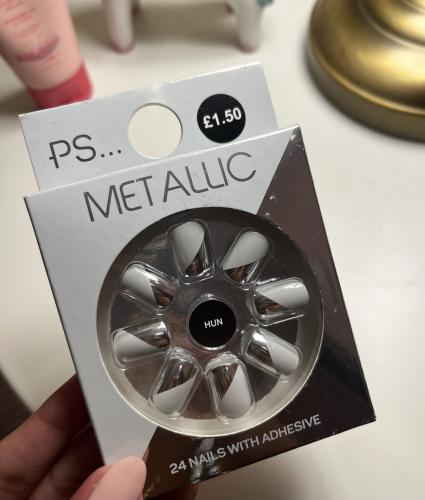 PS...
£1.50
METALLIC
HUN
24 NAILS WITH ADHESIVE